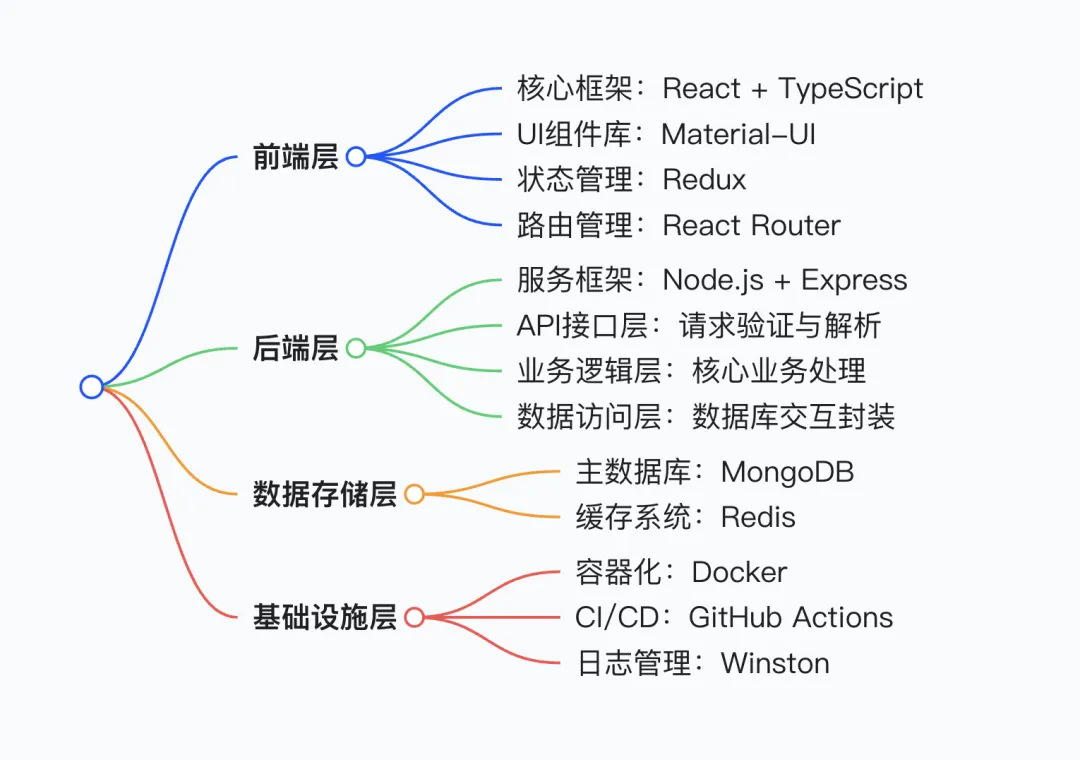 前端层
核心框架：React + TypeScript
UI组件库：Material-UI
状态管理：Redux
路由管理：React Router
后端层
服务框架：Node.js + Express
API接口层：请求验证与解析
业务逻辑层：核心业务处理
数据访问层：数据库交互封装
数据存储层
主数据库：MongoDB
缓存系统：Redis
基础设施层
容器化：Docker
CI/CD：GitHub Actions
日志管理：Winston